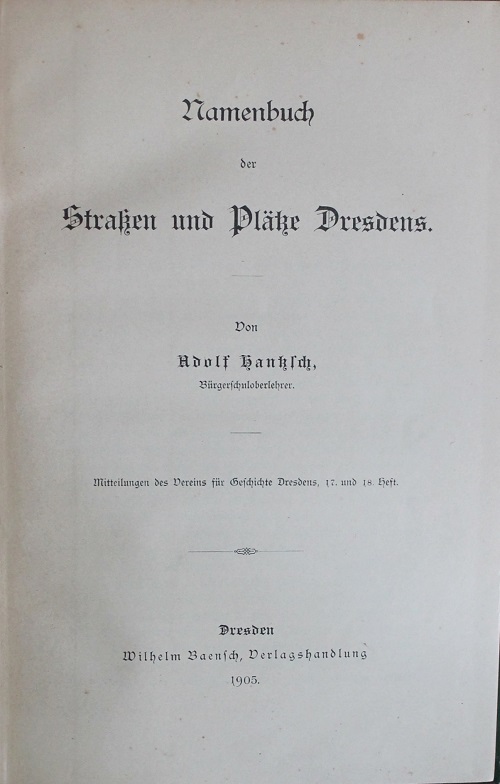 Namenbuch
der
Straßen und Plätze Dresdens.
Von
Adolf Hantzsch,
Bürgerschuloberlehrer.
Mitteilungen des Vereins für Geschichte Dresdens, 17. und 18. Heft.
Dresden
Wilhelm Baensch, Verlagshandlung
1905.